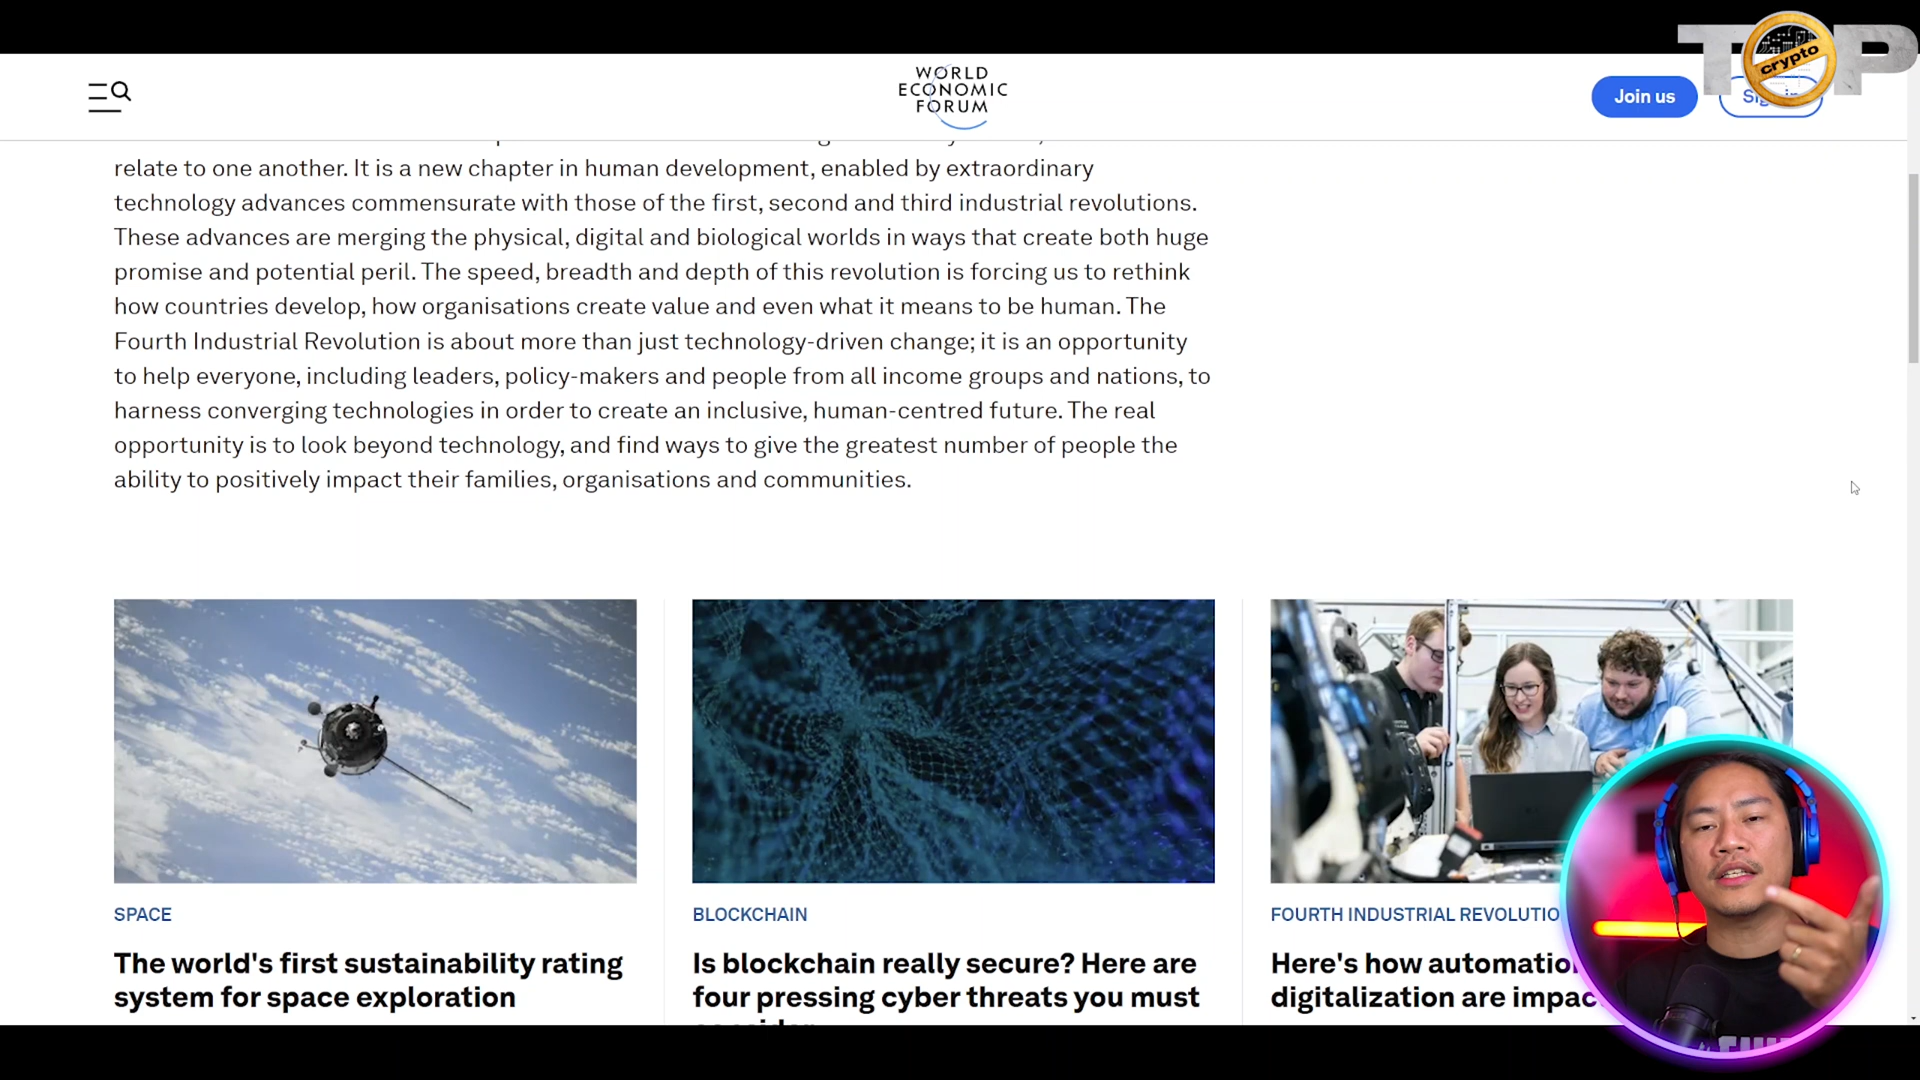 TOP
crypto
WORLD
ECONOMIC
FORUM
Join us
relate to one another. It is a new chapter in human development, enabled by extraordinary
technology advances commensurate with those of the first, second and third industrial revolutions.
These advances are merging the physical, digital and biological worlds in ways that create both huge
promise and potential peril. The speed, breadth and depth of this revolution is forcing us to rethink
how countries develop, how organisations create value and even what it means to be human. The
Fourth Industrial Revolution is about more than just technology-driven change; it is an opportunity
to help everyone, including leaders, policy-makers and people from all income groups and nations, to
harness converging technologies in order to create an inclusive, human-centred future. The real
opportunity is to look beyond technology, and find ways to give the greatest number of people the
ability to positively impact their families, organisations and communities.
SPACE
The world's first sustainability rating
system for space exploration
BLOCKCHAIN
Is blockchain really secure? Here are
four pressing cyber threats you must
FOURTH INDUSTRIAL
Here's how
digitalization are